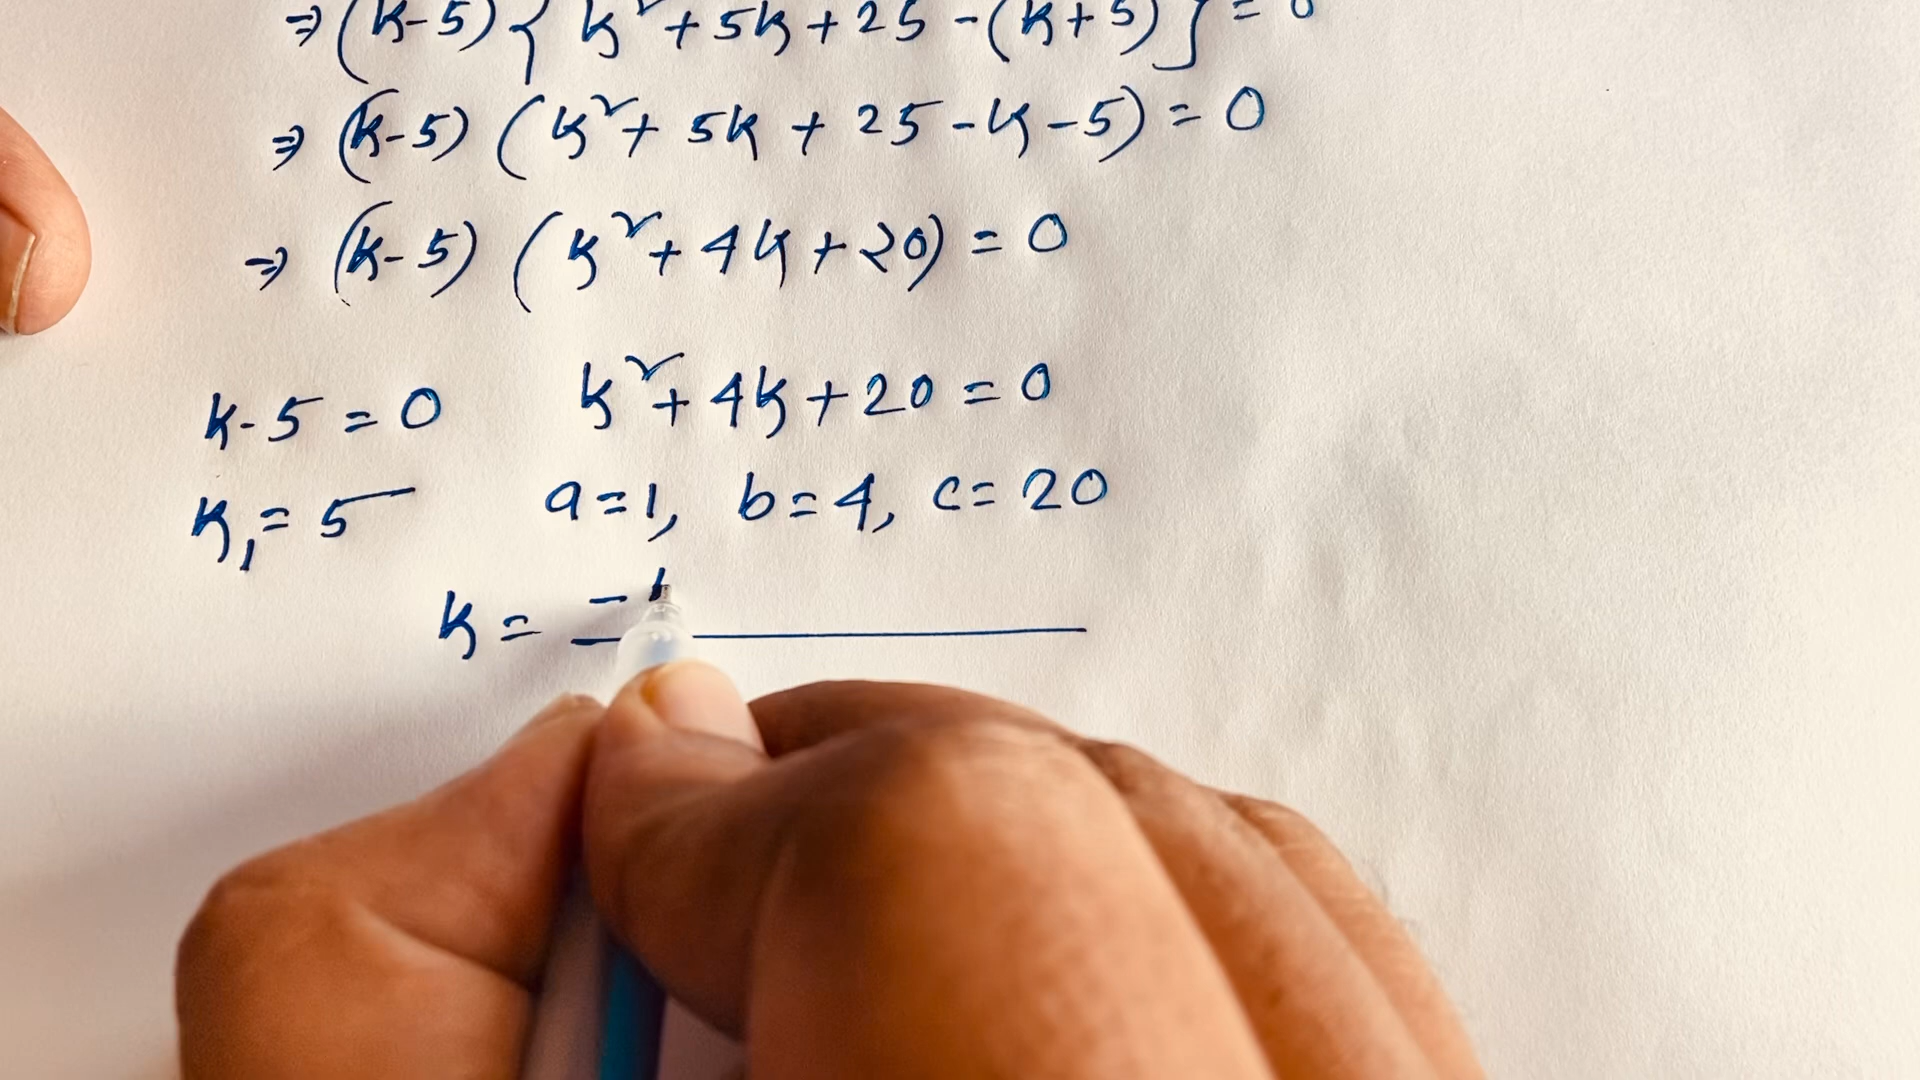 ⇒ (k-5) { k² + 5k + 25 - (k+5) } = 0
⇒ (k-5) (k² + 5k + 25 - k - 5) = 0
⇒ (k-5) (k² + 4k + 20) = 0
k-5 = 0 k² + 4k + 20 = 0
k₁ = 5 a = 1, b = 4, c = 20
k = -